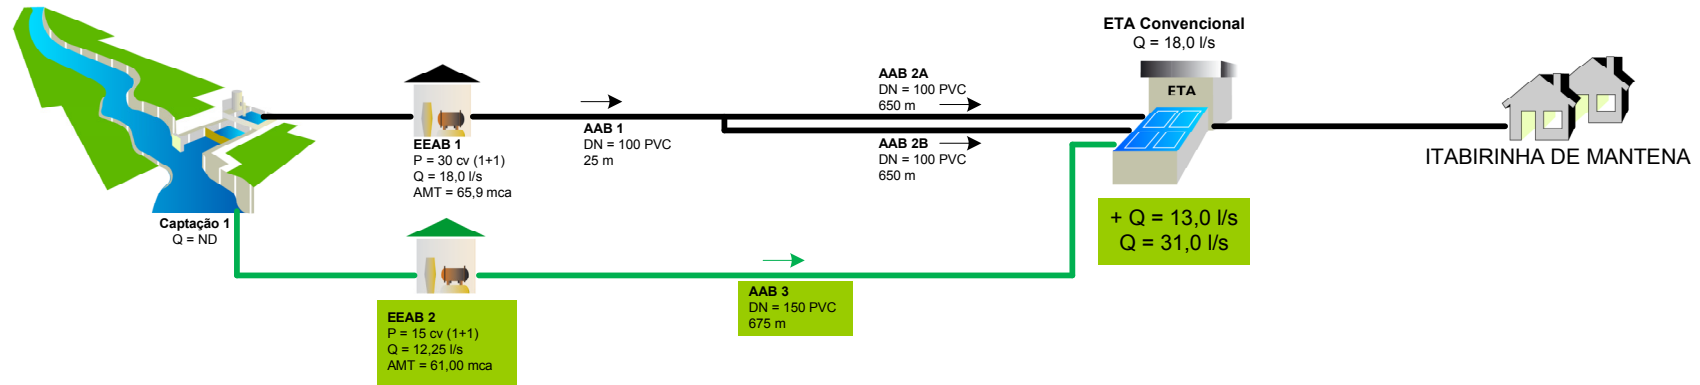 ETA Convencional
Q = 18,0 l/s
AAB 2A
DN = 100 PVC
650 m
ETA
AAB 1
DN = 100 PVC
25 m
EEAB 1
P = 30 cv (1+1)
Q = 18,0 l/s
AMT = 65,9 mca
AAB 2B
DN = 100 PVC
650 m
ITABIRINHA DE MANTENA
Captação 1
Q = ND
+ Q = 13,0 l/s
Q = 31,0 l/s
AAB 3
DN = 150 PVC
675 m
EEAB 2
P = 15 cv (1+1)
Q = 12,25 l/s
AMT = 61,00 mca